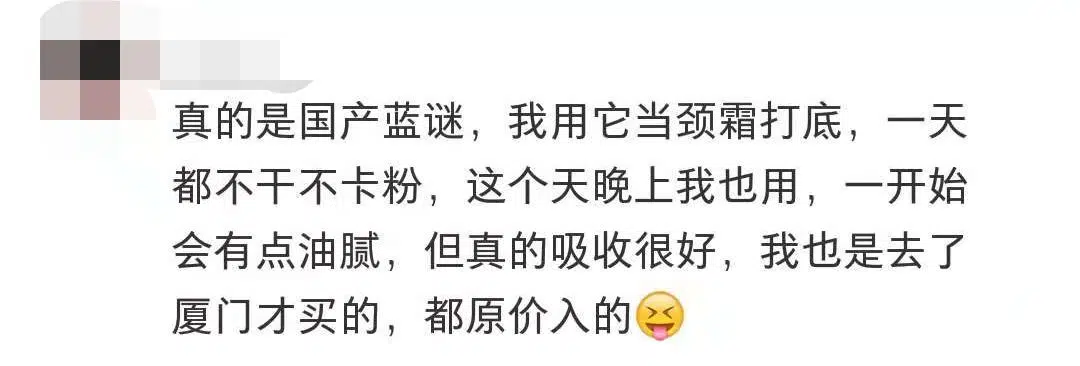 真的是国产蓝谜，我用它当颈霜打底，一天
都不干不卡粉，这个天晚上我也用，一开始
会有点油腻，但真的吸收很好，我也是去了
厦门才买的，都原价入的😝